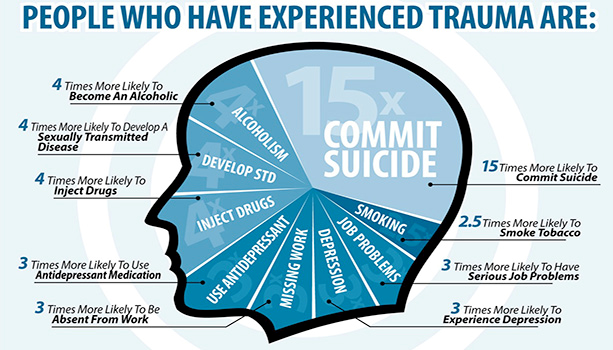 PEOPLE WHO HAVE EXPERIENCED TRAUMA ARE:
4 Times More Likely To
Become An Alcoholic
4 Times More Likely To Develop A
Sexually Transmitted
Disease
4 Times More Likely To
Inject Drugs
3 Times More Likely To Use
Antidepressant Medication
3 Times More Likely To Be
Absent From Work
4x
ALCOHOLISM
4x
DEVELOP STD
4x
INJECT DRUGS
USE ANTIDEPRESSANT
MISSING WORK
DEPRESSION
JOB PROBLEMS
SMOKING
15x
COMMIT
SUICIDE
15 Times More Likely To
Commit Suicide
2.5 Times More Likely To
Smoke Tobacco
3 Times More Likely To Have
Serious Job Problems
3 Times More Likely To
Experience Depression